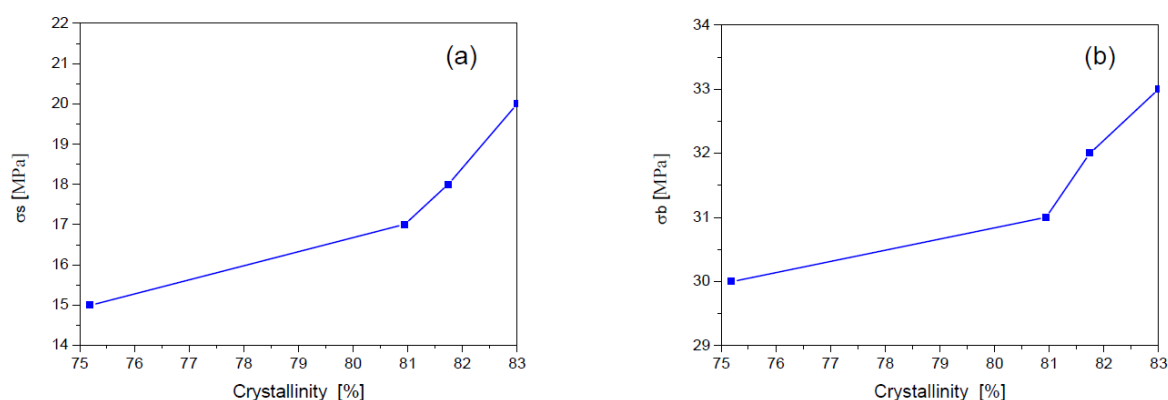 (a)
22
21
20
19
18
17
16
15
14
σs [MPa]
75 76 77 78 79 80 81 82 83
Crystallinity [%]
(b)
34
33
32
31
30
29
σb [MPa]
75 76 77 78 79 80 81 82 83
Crystallinity [%]